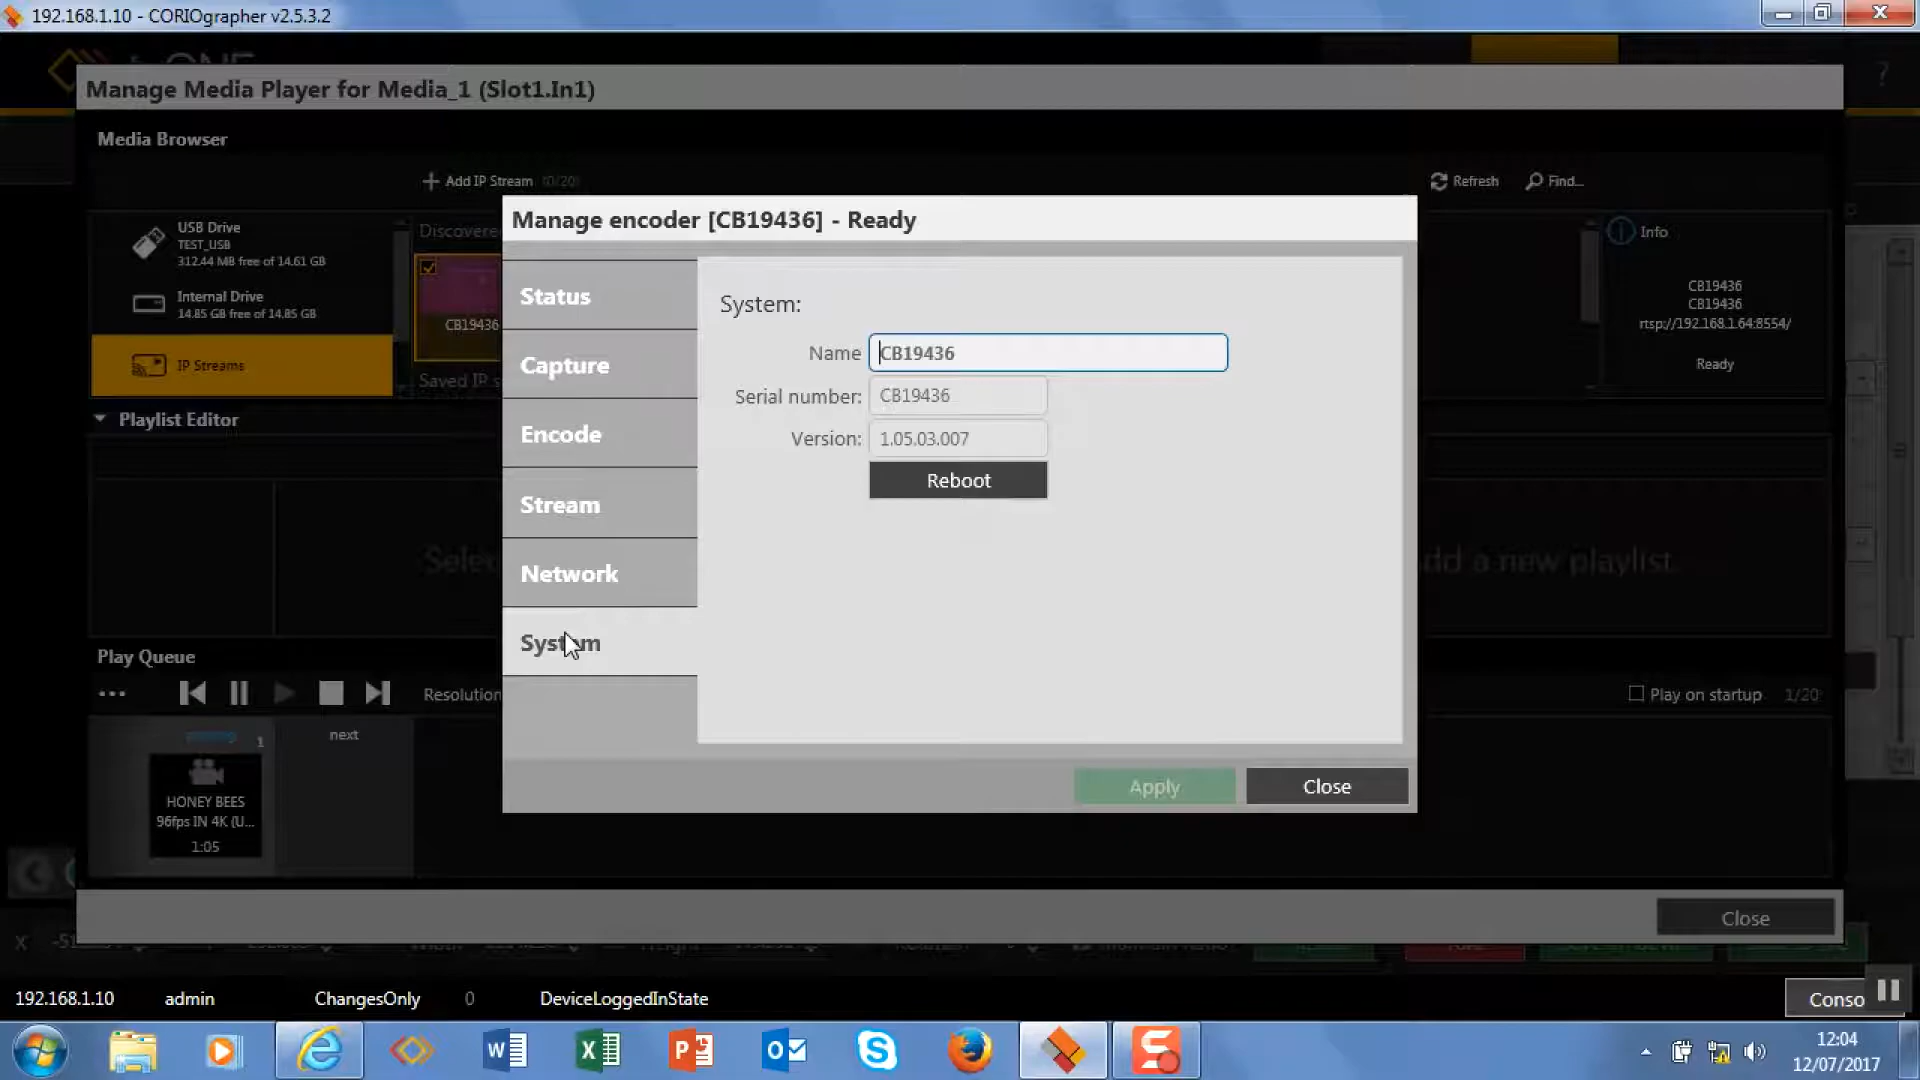 192.168.1.10 - CORIOgrapher v2.5.3.2
Manage Media Player for Media_1 (Slot1.In1)
Media Browser
Add IP Stream (0/20)
Refresh
Find...
USB Drive
TEST_USB
312.44 MB free of 14.61 GB
Internal Drive
14.85 GB free of 14.85 GB
IP Streams
CB19436
Info
CB19436
CB19436
rtsp://192.168.1.64:8554/
Ready
Manage encoder [CB19436] - Ready
Status
Capture
Encode
Stream
Network
System
System:
Name
CB19436
Serial number:
CB19436
Version:
1.05.03.007
Reboot
Apply
Close
Playlist Editor
d a new playlist.
Play Queue
Resolution
Play on startup
1/20
1
next
HONEY BEES
96fps IN 4K (U...
1:05
Close
192.168.1.10
admin
ChangesOnly
0
DeviceLoggedInState
Conso
12:04
12/07/2017